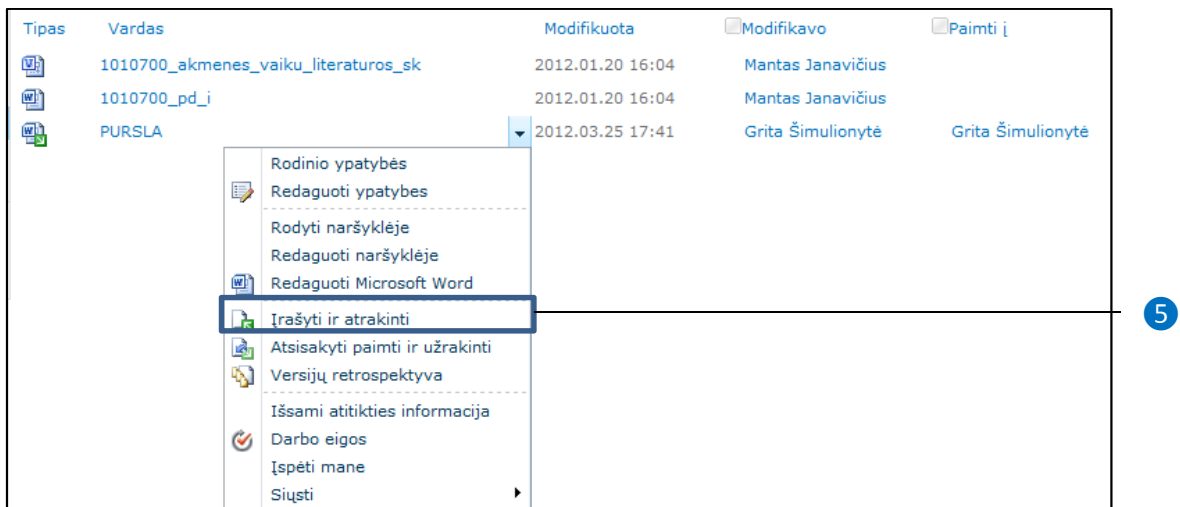 Tipas Vardas Modifikuota Modifikavo Paimti į
1010700_akmenes_vaiku_literaturos_sk 2012.01.20 16:04 Mantas Janavičius
1010700_pd_i 2012.01.20 16:04 Mantas Janavičius
PURSLA 2012.03.25 17:41 Grita Šimulionytė Grita Šimulionytė
Rodinio ypatybės
Redaguoti ypatybes
Rodyti naršyklėje
Redaguoti naršyklėje
Redaguoti Microsoft Word
Įrašyti ir atrakinti
5
Atsisakyti paimti ir užrakinti
Versijų retrospektyva
Išsami atitikties informacija
Darbo eigos
Įspėti mane
Siųsti